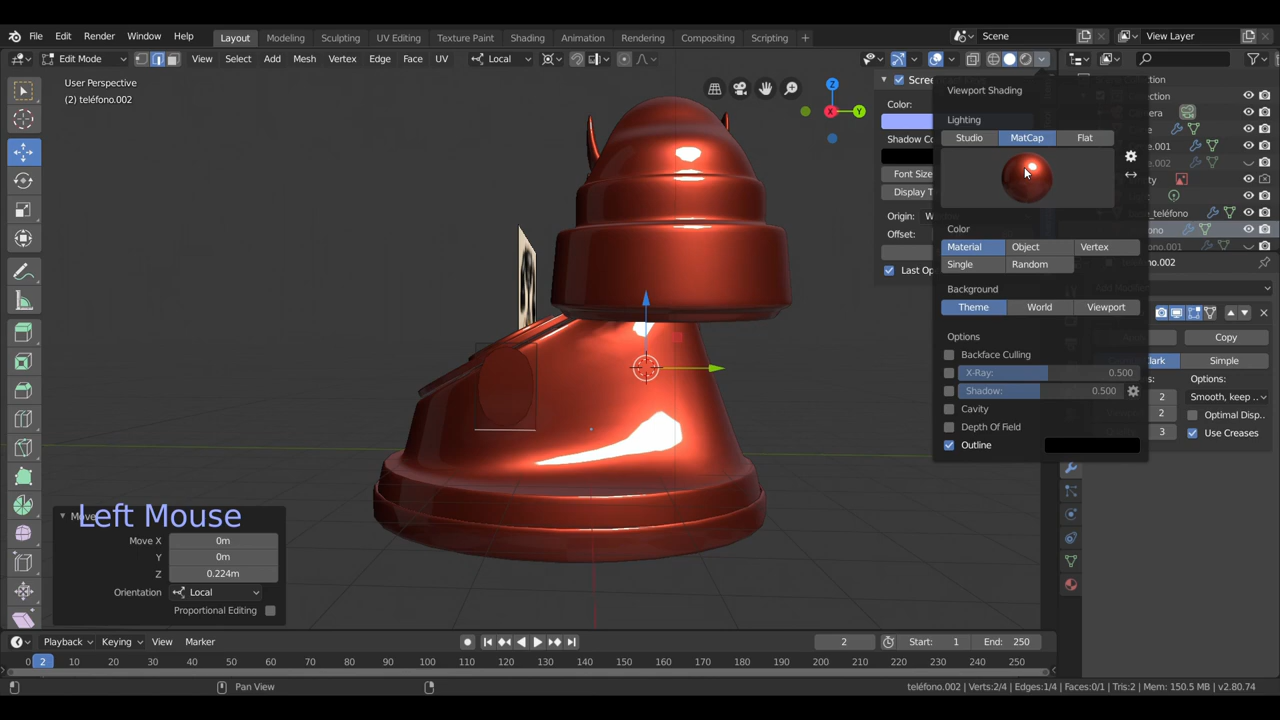 File Edit Render Window Help Layout Modeling Sculpting UV Editing Texture Paint Shading Animation Rendering Compositing Scripting + Scene View Layer
Edit Mode View Select Add Mesh Vertex Edge Face UV Local
User Perspective
(2) teléfono.002
Z
X Y
Color:
Shadow Co
Font Size
Display T
Origin:
Offset:
Last Op
Viewport Shading
Lighting
Studio MatCap Flat
Color
Material Object Vertex
Single Random
Background
Theme World Viewport
Options
Backface Culling
X-Ray: 0.500
Shadow: 0.500
Cavity
Depth Of Field
Outline
Camera
.001
.002
_teléfono
.001
.002
Copy
Simple
Options:
2 Smooth, keep ..
2 Optimal Disp..
3 Use Creases
Left Mouse
Move
Move X 0m
Y 0m
Z 0.224m
Orientation Local
Proportional Editing
Playback Keying View Marker 2 Start: 1 End: 250
0 2 10 20 30 40 50 60 70 80 90 100 110 120 130 140 150 160 170 180 190 200 210 220 230 240 250
Pan View teléfono.002 | Verts:2/4 | Edges:1/4 | Faces:0/1 | Tris:2 | Mem: 150.5 MB | v2.80.74